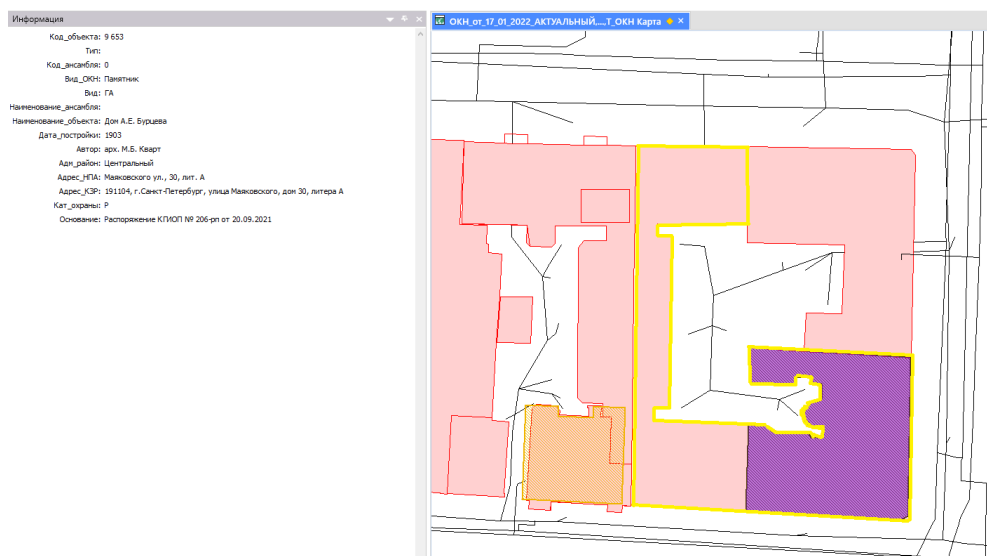 Информация
ОКН_от_17_01_2022_АКТУАЛЬНЫЙ,...,Т_ОКН Карта
Код_объекта: 9 653
Тип:
Код_ансамбля: 0
Вид_ОКН: Памятник
Вид: ГА
Наименование_ансамбля:
Наименование_объекта: Дом А.Е. Бурцева
Дата_постройки: 1903
Автор: арх. М.Б. Кварт
Адм_район: Центральный
Адрес_НПА: Маяковского ул., 30, лит. А
Адрес_КЗР: 191104, г.Санкт-Петербург, улица Маяковского, дом 30, литера А
Кат_охраны: Р
Основание: Распоряжение КГИОП № 206-рп от 20.09.2021